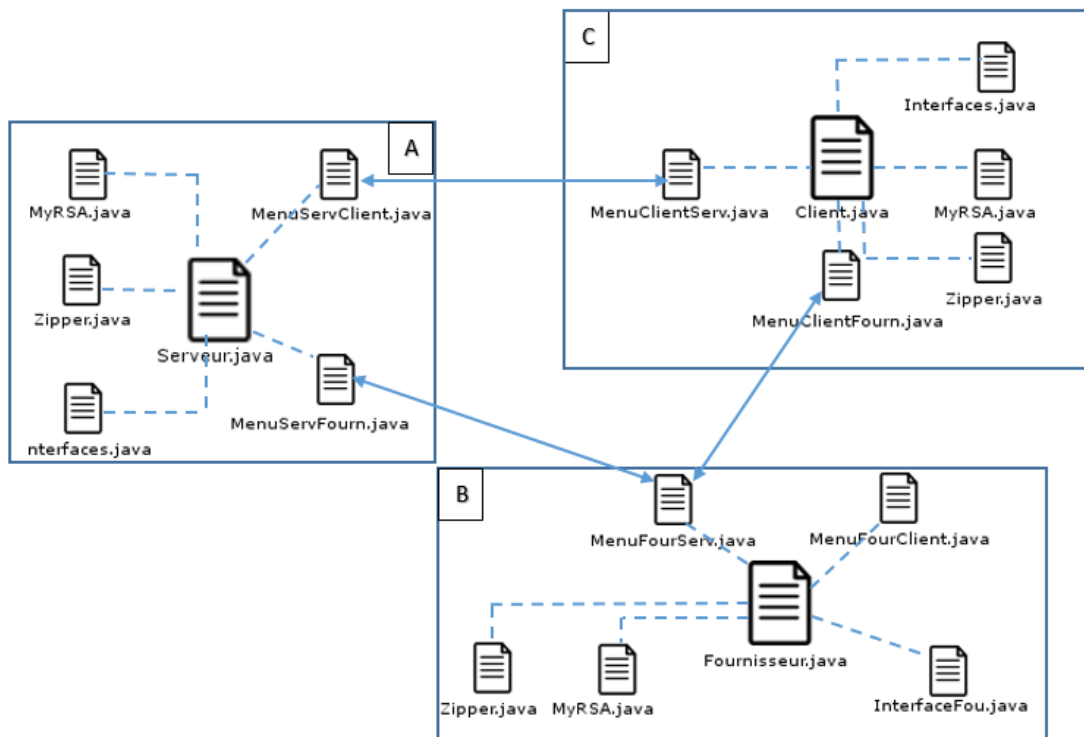 C
Interfaces.java
MenuClientServ.java
Client.java
MyRSA.java
Zipper.java
MenuClientFourn.java
A
MyRSA.java
MenuServClient.java
Zipper.java
Serveur.java
MenuServFourn.java
nterfaces.java
B
MenuFourServ.java
MenuFourClient.java
Fournisseur.java
Zipper.java
MyRSA.java
InterfaceFou.java